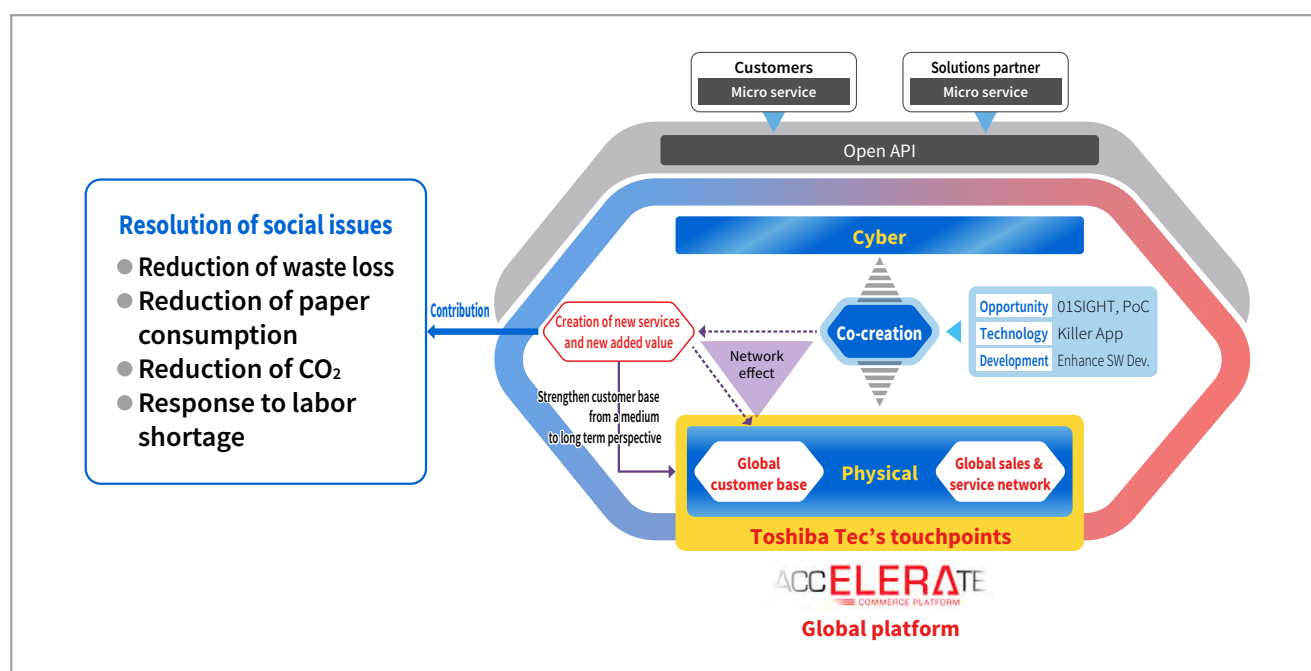 Customers
Micro service
Solutions partner
Micro service
Open API
Resolution of social issues
Reduction of waste loss
Reduction of paper
consumption
Reduction of CO₂
Response to labor
shortage
Contribution
Cyber
Creation of new services
and new added value
Co-creation
Opportunity 01SIGHT, PoC
Technology Killer App
Development Enhance SW Dev.
Network
effect
Strengthen customer base
from a medium
to long term perspective
Global
customer base
Physical
Global sales &
service network
Toshiba Tec's touchpoints
ACCELERATE
COMMERCE PLATFORM
Global platform